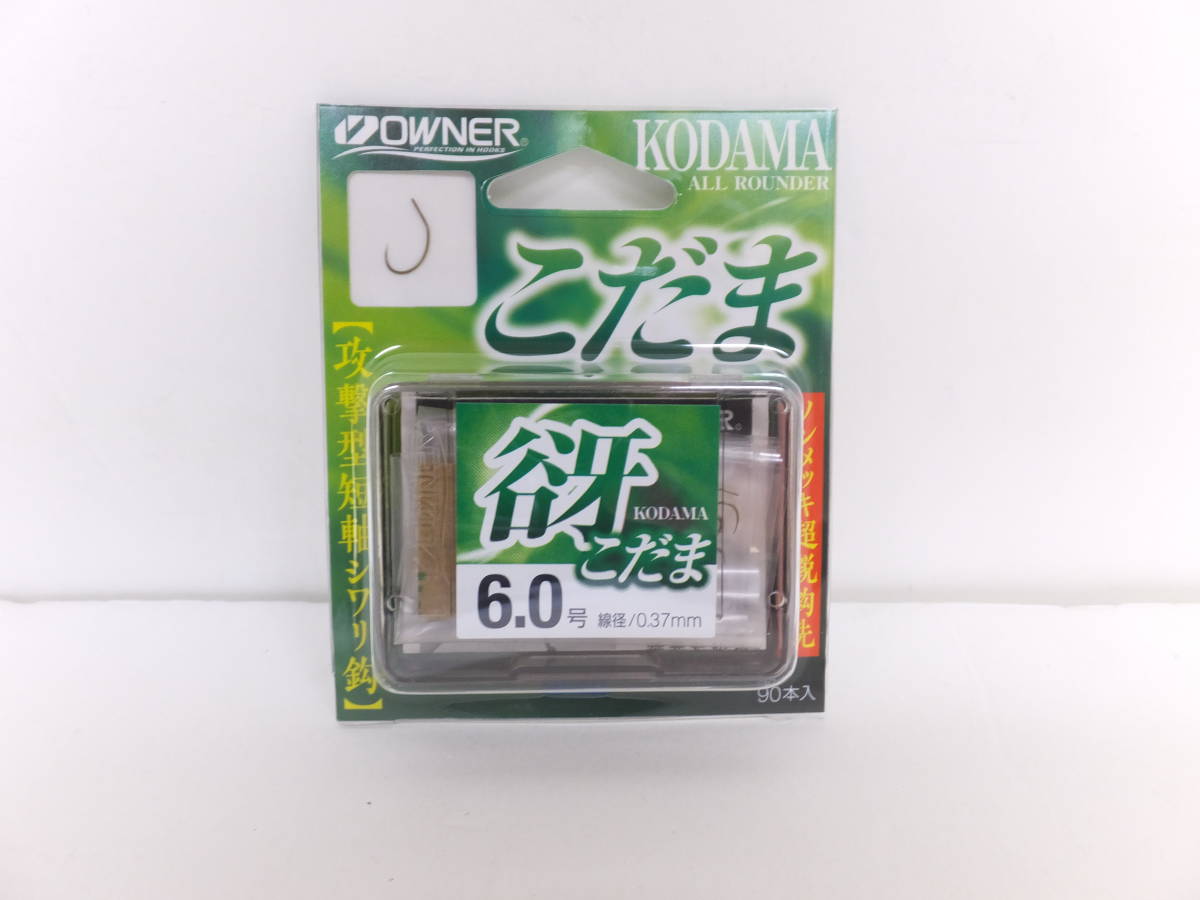 OWNER
PERFECTION IN HOOKS
KODAMA
ALL ROUNDER
こだま
【攻撃型短軸シワリ鈎】
ノンメッキ超鋭鈎先
谺
KODAMA
こだま
6.0号 線径/0.37mm
90本入